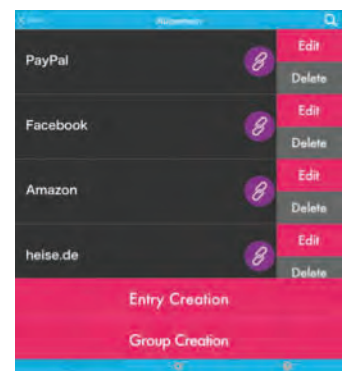 Edit
PayPal
Delete
Edit
Facebook
Delete
Edit
Amazon
Delete
Edit
heise.de
Delete
Entry Creation
Group Creation